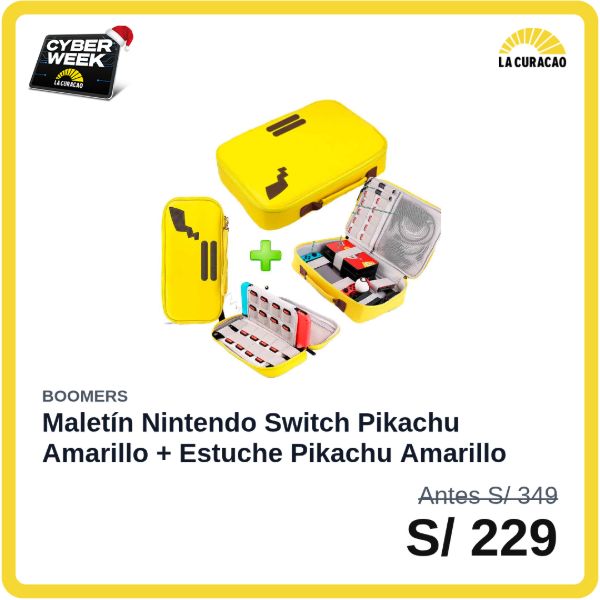 CYBER
WEEK
LA CURACAO
LA CURACAO
BOOMERS
Maletín Nintendo Switch Pikachu
Amarillo + Estuche Pikachu Amarillo
Antes S/ 349
S/ 229